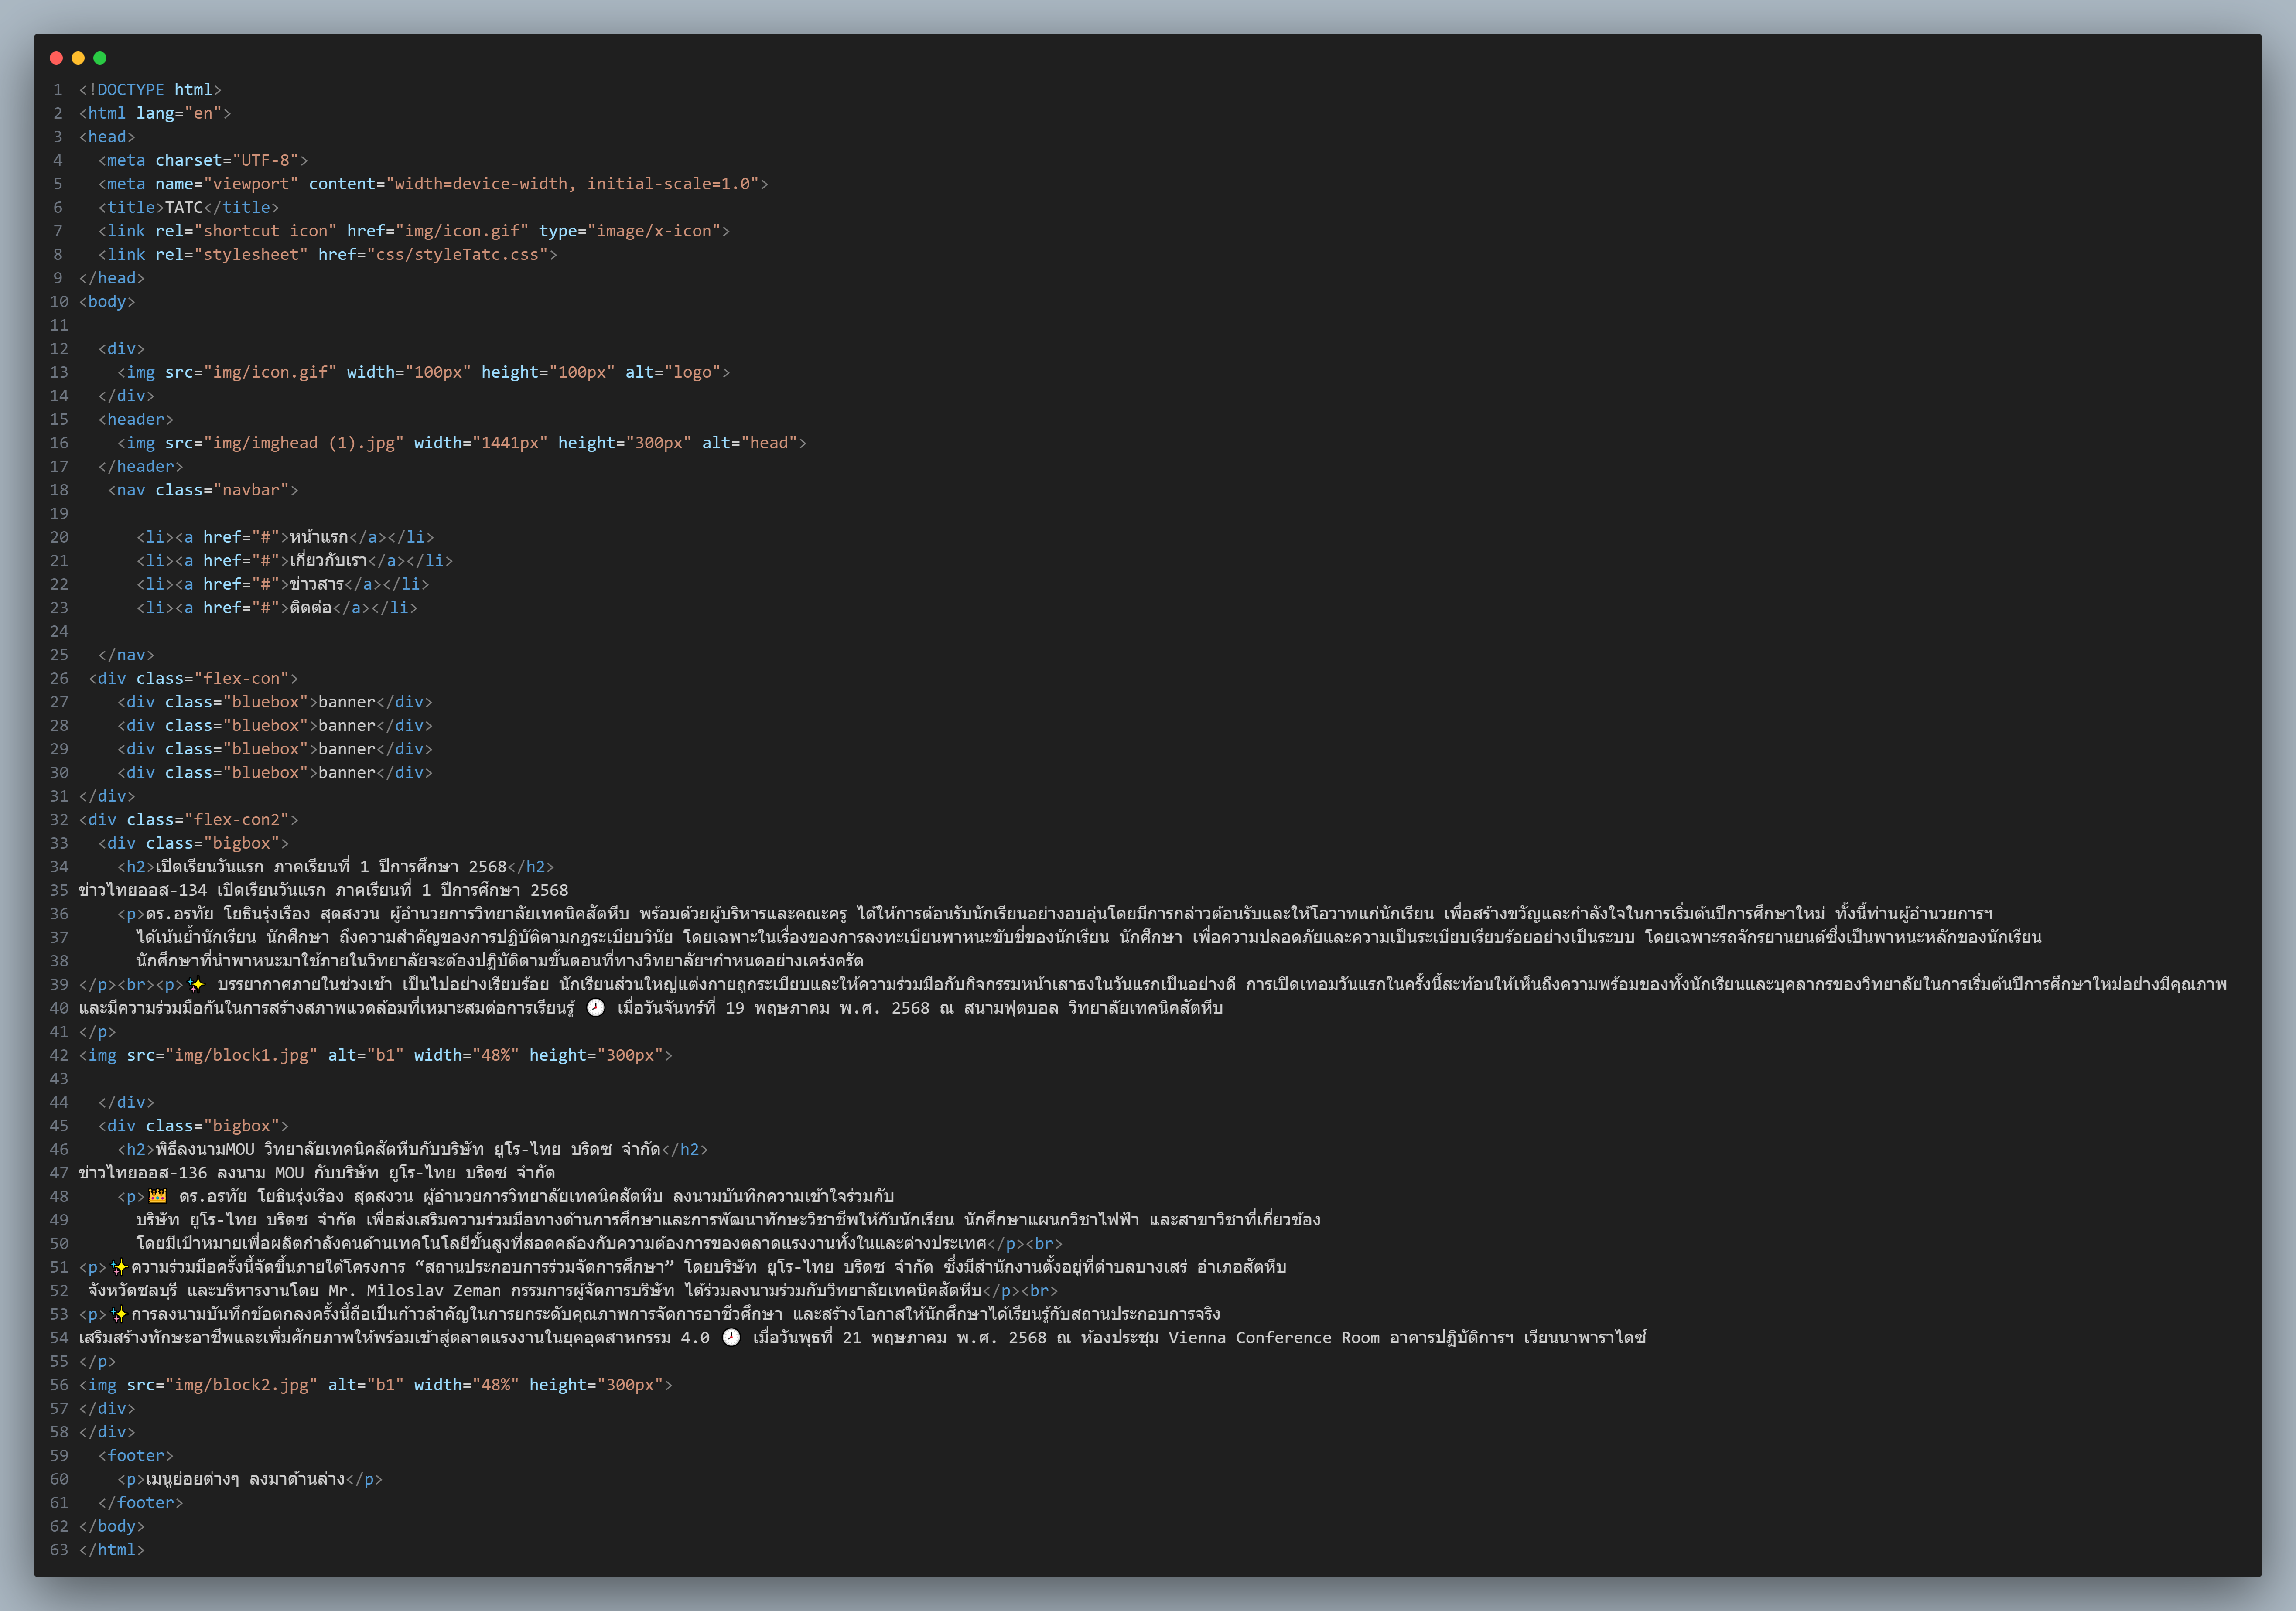 1 <!DOCTYPE html>
2 <html lang="en">
3 <head>
4   <meta charset="UTF-8">
5   <meta name="viewport" content="width=device-width, initial-scale=1.0">
6   <title>TATC</title>
7   <link rel="shortcut icon" href="img/icon.gif" type="image/x-icon">
8   <link rel="stylesheet" href="css/styleTatc.css">
9 </head>
10 <body>
11
12   <div>
13     <img src="img/icon.gif" width="100px" height="100px" alt="logo">
14   </div>
15   <header>
16     <img src="img/imghead (1).jpg" width="1441px" height="300px" alt="head">
17   </header>
18    <nav class="navbar">
19
20       <li><a href="#">หน้าแรก</a></li>
21       <li><a href="#">เกี่ยวกับเรา</a></li>
22       <li><a href="#">ข่าวสาร</a></li>
23       <li><a href="#">ติดต่อ</a></li>
24
25   </nav>
26  <div class="flex-con">
27     <div class="bluebox">banner</div>
28     <div class="bluebox">banner</div>
29     <div class="bluebox">banner</div>
30     <div class="bluebox">banner</div>
31 </div>
32 <div class="flex-con2">
33   <div class="bigbox">
34     <h2>เปิดเรียนวันแรก ภาคเรียนที่ 1 ปีการศึกษา 2568</h2>
35 ข่าวไทยออส-134 เปิดเรียนวันแรก ภาคเรียนที่ 1 ปีการศึกษา 2568
36     <p>ดร.อรทัย โยธินรุ่งเรือง สุดสงวน ผู้อำนวยการวิทยาลัยเทคนิคสัตหีบ พร้อมด้วยผู้บริหารและคณะครู ได้ให้การต้อนรับนักเรียนอย่างอบอุ่นโดยมีการกล่าวต้อนรับและให้โอวาทแก่นักเรียน เพื่อสร้างขวัญและกำลังใจในการเริ่มต้นปีการศึกษาใหม่ ทั้งนี้ท่านผู้อำนวยการฯ
37       ได้เน้นย้ำนักเรียน นักศึกษา ถึงความสำคัญของการปฏิบัติตามกฎระเบียบวินัย โดยเฉพาะในเรื่องของการลงทะเบียนพาหนะขับขี่ของนักเรียน นักศึกษา เพื่อความปลอดภัยและความเป็นระเบียบเรียบร้อยอย่างเป็นระบบ โดยเฉพาะรถจักรยานยนต์ซึ่งเป็นพาหนะหลักของนักเรียน
38       นักศึกษาที่นำพาหนะมาใช้ภายในวิทยาลัยจะต้องปฏิบัติตามขั้นตอนที่ทางวิทยาลัยฯกำหนดอย่างเคร่งครัด
39 </p><br><p>✨ บรรยากาศภายในช่วงเช้า เป็นไปอย่างเรียบร้อย นักเรียนส่วนใหญ่แต่งกายถูกระเบียบและให้ความร่วมมือกับกิจกรรมหน้าเสาธงในวันแรกเป็นอย่างดี การเปิดเทอมวันแรกในครั้งนี้สะท้อนให้เห็นถึงความพร้อมของทั้งนักเรียนและบุคลากรของวิทยาลัยในการเริ่มต้นปีการศึกษาใหม่อย่างมีคุณภาพ
40 และมีความร่วมมือกันในการสร้างสภาพแวดล้อมที่เหมาะสมต่อการเรียนรู้ 🕗 เมื่อวันจันทร์ที่ 19 พฤษภาคม พ.ศ. 2568 ณ สนามฟุตบอล วิทยาลัยเทคนิคสัตหีบ
41 </p>
42 <img src="img/block1.jpg" alt="b1" width="48%" height="300px">
43
44   </div>
45   <div class="bigbox">
46     <h2>พิธีลงนามMOU วิทยาลัยเทคนิคสัตหีบกับบริษัท ยูโร-ไทย บริดซ จำกัด</h2>
47 ข่าวไทยออส-136 ลงนาม MOU กับบริษัท ยูโร-ไทย บริดซ จำกัด
48     <p>👑 ดร.อรทัย โยธินรุ่งเรือง สุดสงวน ผู้อำนวยการวิทยาลัยเทคนิคสัตหีบ ลงนามบันทึกความเข้าใจร่วมกับ
49       บริษัท ยูโร-ไทย บริดซ จำกัด เพื่อส่งเสริมความร่วมมือทางด้านการศึกษาและการพัฒนาทักษะวิชาชีพให้กับนักเรียน นักศึกษาแผนกวิชาไฟฟ้า และสาขาวิชาที่เกี่ยวข้อง
50       โดยมีเป้าหมายเพื่อผลิตกำลังคนด้านเทคโนโลยีขั้นสูงที่สอดคล้องกับความต้องการของตลาดแรงงานทั้งในและต่างประเทศ</p><br>
51 <p>✨ความร่วมมือครั้งนี้จัดขึ้นภายใต้โครงการ “สถานประกอบการร่วมจัดการศึกษา” โดยบริษัท ยูโร-ไทย บริดซ จำกัด ซึ่งมีสำนักงานตั้งอยู่ที่ตำบลบางเสร่ อำเภอสัตหีบ
52  จังหวัดชลบุรี และบริหารงานโดย Mr. Miloslav Zeman กรรมการผู้จัดการบริษัท ได้ร่วมลงนามร่วมกับวิทยาลัยเทคนิคสัตหีบ</p><br>
53 <p>✨การลงนามบันทึกข้อตกลงครั้งนี้ถือเป็นก้าวสำคัญในการยกระดับคุณภาพการจัดการอาชีวศึกษา และสร้างโอกาสให้นักศึกษาได้เรียนรู้กับสถานประกอบการจริง
54 เสริมสร้างทักษะอาชีพและเพิ่มศักยภาพให้พร้อมเข้าสู่ตลาดแรงงานในยุคอุตสาหกรรม 4.0 🕗 เมื่อวันพุธที่ 21 พฤษภาคม พ.ศ. 2568 ณ ห้องประชุม Vienna Conference Room อาคารปฏิบัติการฯ เวียนนาพาราไดซ์
55 </p>
56 <img src="img/block2.jpg" alt="b1" width="48%" height="300px">
57 </div>
58 </div>
59   <footer>
60     <p>เมนูย่อยต่างๆ ลงมาด้านล่าง</p>
61   </footer>
62 </body>
63 </html>